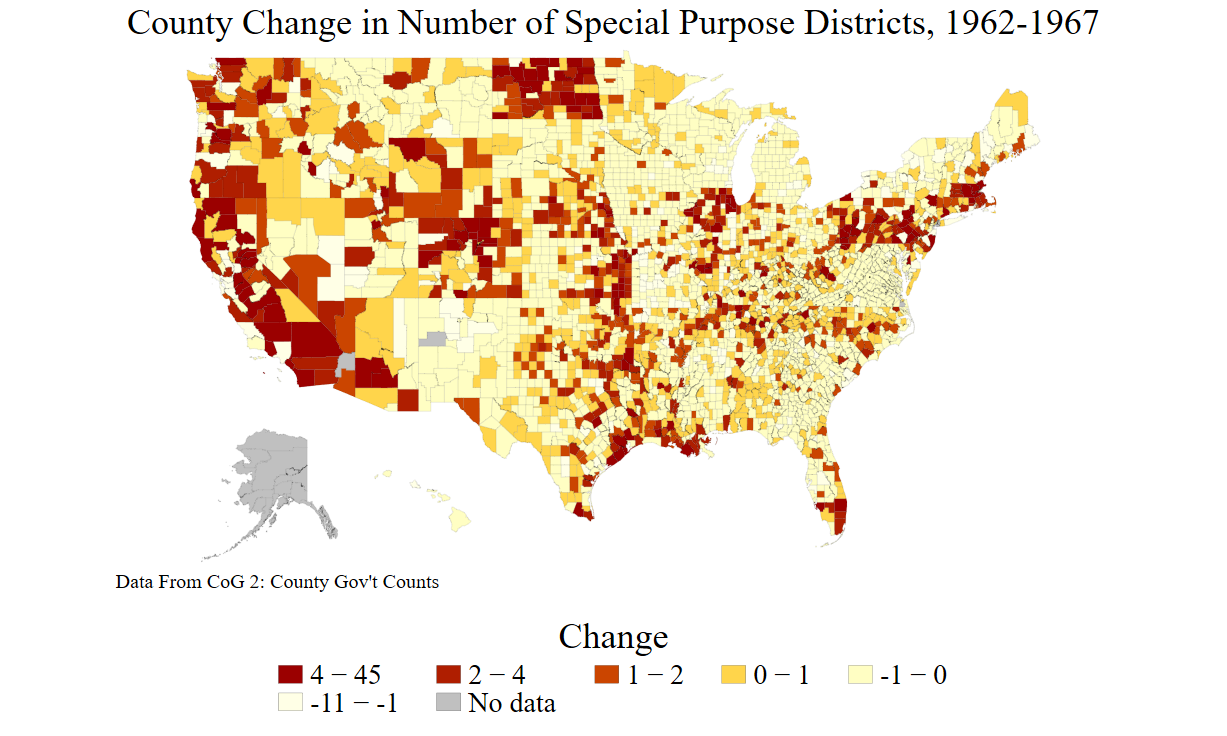 County Change in Number of Special Purpose Districts, 1962-1967
Data From CoG 2: County Gov't Counts
Change
4 − 45 2 − 4 1 − 2 0 − 1 -1 − 0
-11 − -1 No data